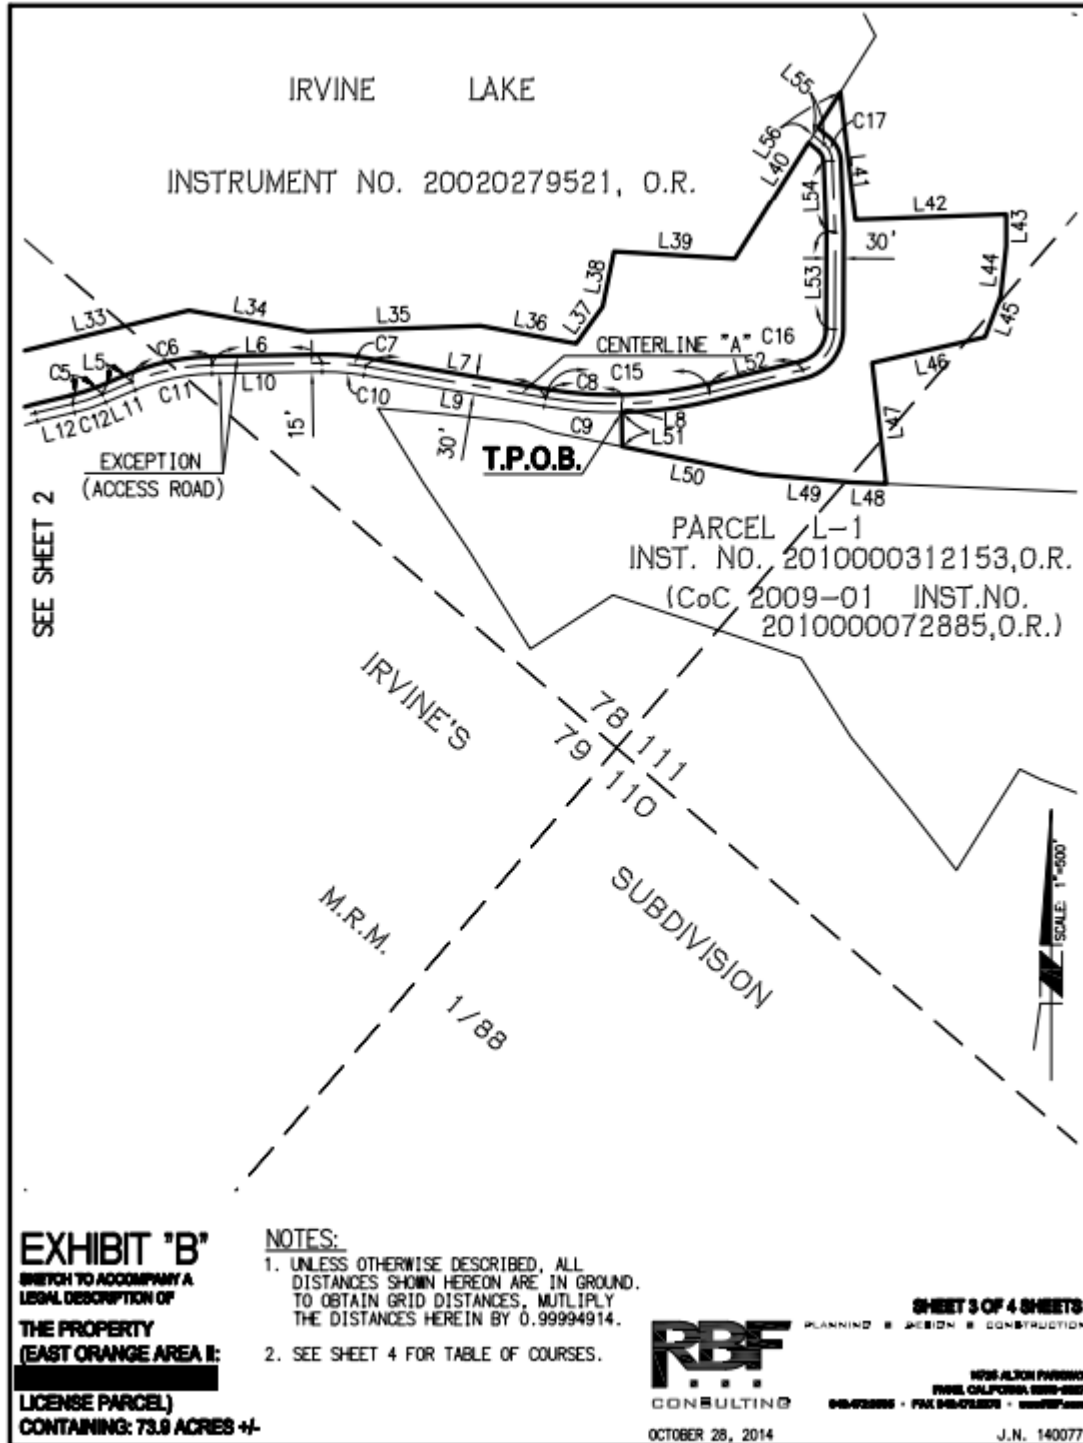 IRVINE LAKE
INSTRUMENT NO. 20020279521, O.R.
L55
C17
L56
L40
L41
L54
L42
L43
30'
L44
L39
L38
L53
L45
L37
L33
L34
L35
L36
CENTERLINE "A"
C16
L46
C5
L5
C6
L6
C7
L7
C8
C15
L52
L47
L12
C12
L11
C11
L10
C10
L9
C9
L8
L51
15'
30'
T.P.O.B.
L50
L49
L48
EXCEPTION
(ACCESS ROAD)
SEE SHEET 2
PARCEL L-1
INST. NO. 2010000312153,O.R.
(CoC 2009-01 INST.NO.
2010000072885,O.R.)
IRVINE'S
78
79
111
110
SUBDIVISION
M.R.M.
1/88
SCALE: 1"=500'
N
EXHIBIT "B"
SKETCH TO ACCOMPANY A
LEGAL DESCRIPTION OF
THE PROPERTY
(EAST ORANGE AREA II:
LICENSE PARCEL)
CONTAINING: 73.9 ACRES +/-
NOTES:
1. UNLESS OTHERWISE DESCRIBED, ALL
DISTANCES SHOWN HEREON ARE IN GROUND.
TO OBTAIN GRID DISTANCES, MUTLIPLY
THE DISTANCES HEREIN BY 0.99994914.
2. SEE SHEET 4 FOR TABLE OF COURSES.
RBF
CONSULTING
OCTOBER 28, 2014
SHEET 3 OF 4 SHEETS
PLANNING DESIGN CONSTRUCTION
ALTON
CALIFORNIA
J.N. 140077